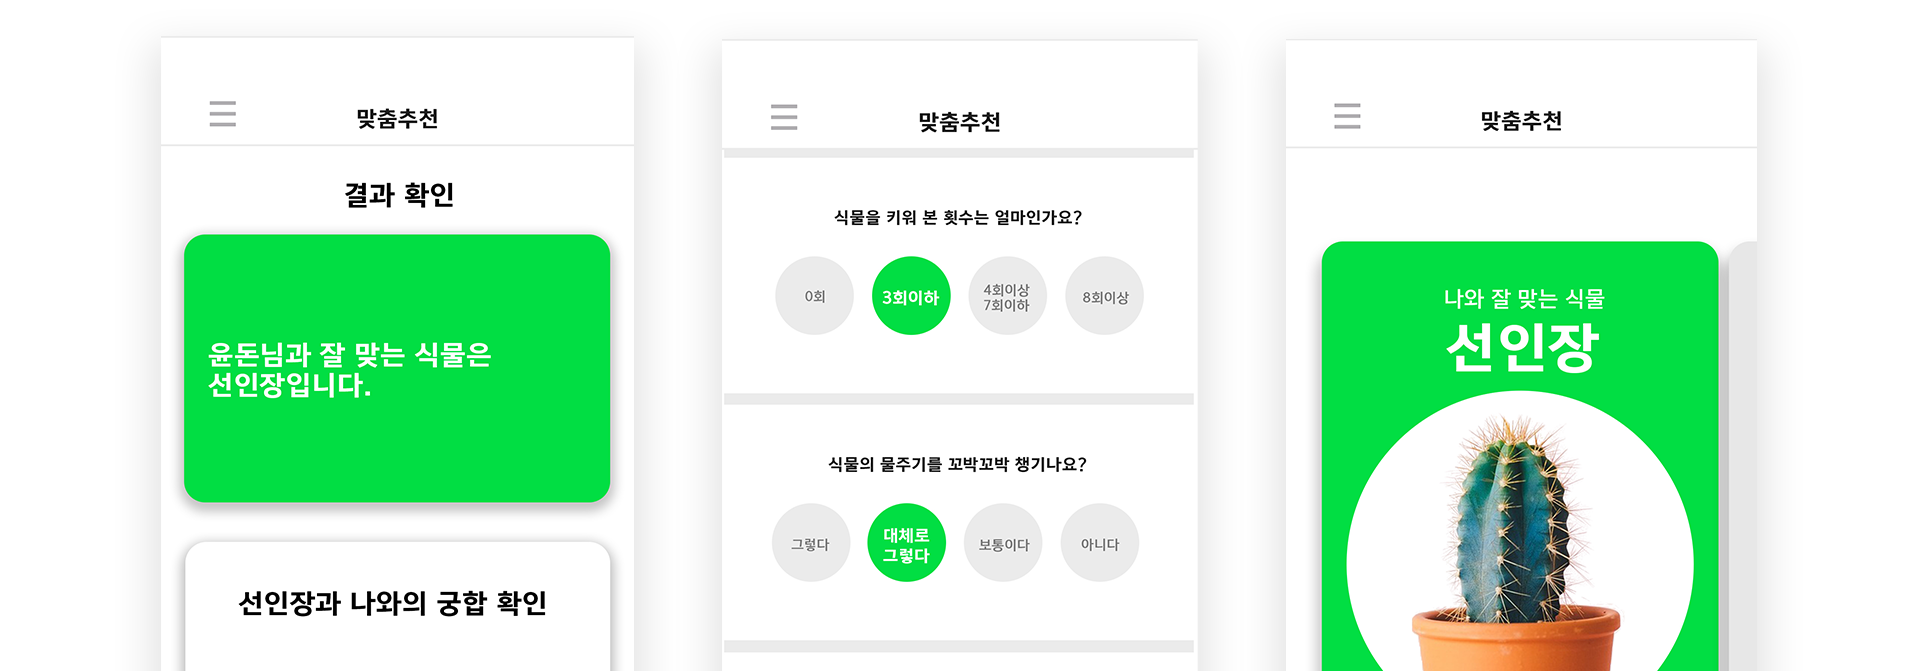 맞춤추천
결과 확인
윤돈님과 잘 맞는 식물은
선인장입니다.
선인장과 나와의 궁합 확인
맞춤추천
식물을 키워 본 횟수는 얼마인가요?
0회
3회이하
4회이상
7회이하
8회이상
식물의 물주기를 꼬박꼬박 챙기나요?
그렇다
대체로
그렇다
보통이다
아니다
맞춤추천
나와 잘 맞는 식물
선인장